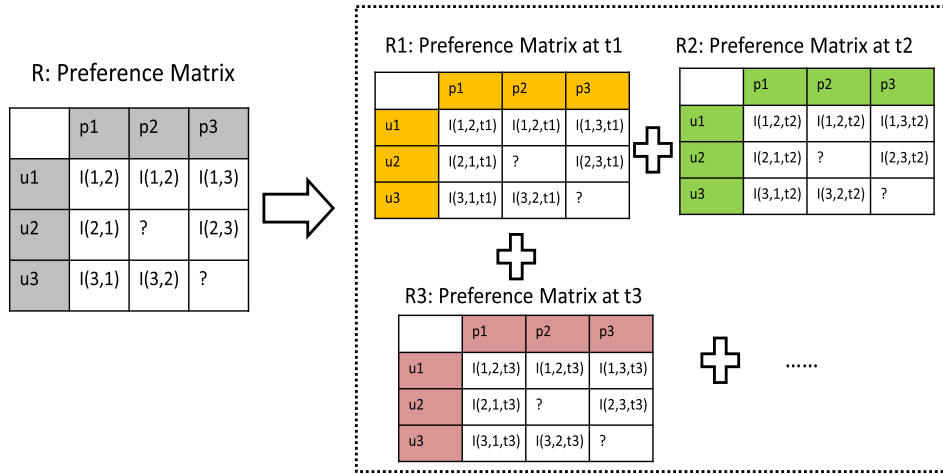 R: Preference Matrix
p1 p2 p3
u1 I(1,2) I(1,2) I(1,3)
u2 I(2,1) ? I(2,3)
u3 I(3,1) I(3,2) ?
R1: Preference Matrix at t1
p1 p2 p3
u1 I(1,2,t1) I(1,2,t1) I(1,3,t1)
u2 I(2,1,t1) ? I(2,3,t1)
u3 I(3,1,t1) I(3,2,t1) ?
R2: Preference Matrix at t2
p1 p2 p3
u1 I(1,2,t2) I(1,2,t2) I(1,3,t2)
u2 I(2,1,t2) ? I(2,3,t2)
u3 I(3,1,t2) I(3,2,t2) ?
R3: Preference Matrix at t3
p1 p2 p3
u1 I(1,2,t3) I(1,2,t3) I(1,3,t3)
u2 I(2,1,t3) ? I(2,3,t3)
u3 I(3,1,t3) I(3,2,t3) ?
......